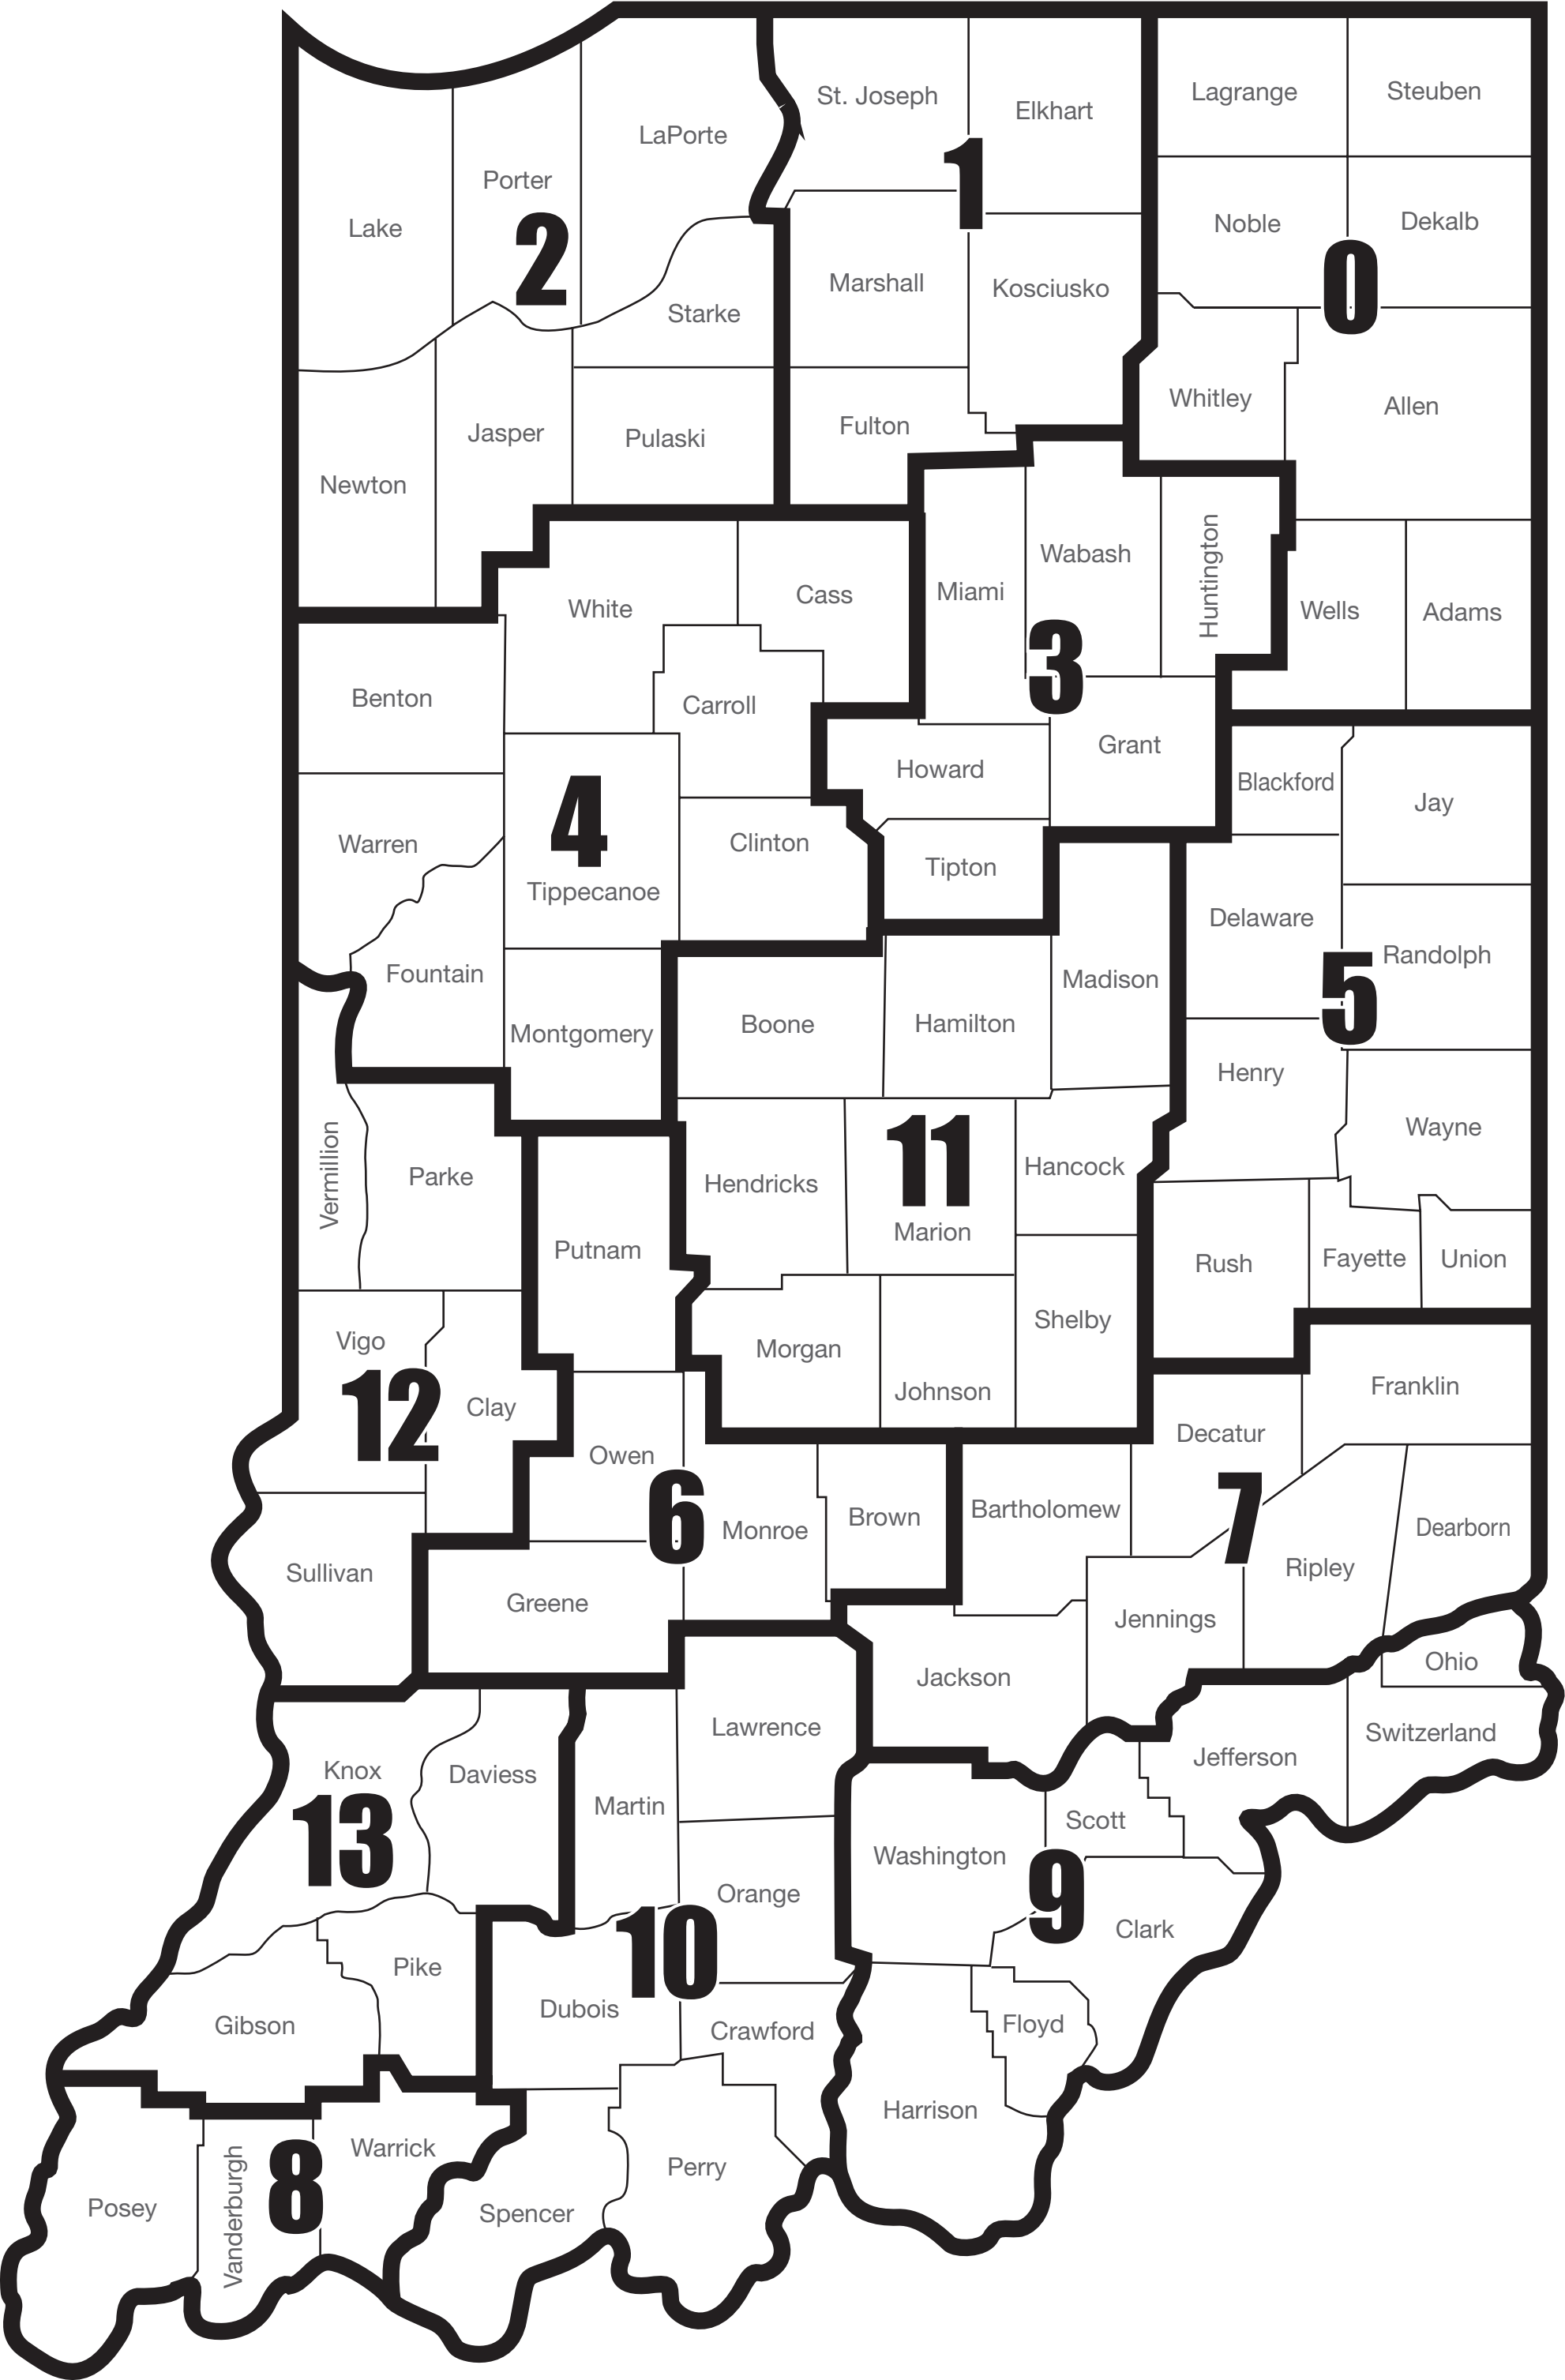 Lagrange
Steuben
St. Joseph
Elkhart
LaPorte
1
Porter
Noble
Dekalb
Lake
2
0
Marshall
Kosciusko
Starke
Whitley
Allen
Fulton
Jasper
Pulaski
Newton
Wabash
Huntington
Miami
Cass
White
Wells
Adams
3
Benton
Carroll
Grant
Howard
Blackford
Jay
4
Warren
Clinton
Tipton
Tippecanoe
Delaware
Randolph
Fountain
Madison
5
Boone
Hamilton
Montgomery
Henry
Wayne
11
Vermillion
Parke
Hendricks
Hancock
Marion
Putnam
Rush
Fayette
Union
Vigo
Morgan
Shelby
Johnson
Franklin
12
Clay
Decatur
Owen
6
Monroe
Brown
Bartholomew
7
Dearborn
Sullivan
Ripley
Greene
Jennings
Ohio
Jackson
Lawrence
Switzerland
Jefferson
Knox
Daviess
Martin
Scott
13
Washington
9
Orange
Clark
10
Pike
Gibson
Dubois
Crawford
Floyd
Harrison
Warrick
Perry
8
Posey
Vanderburgh
Spencer